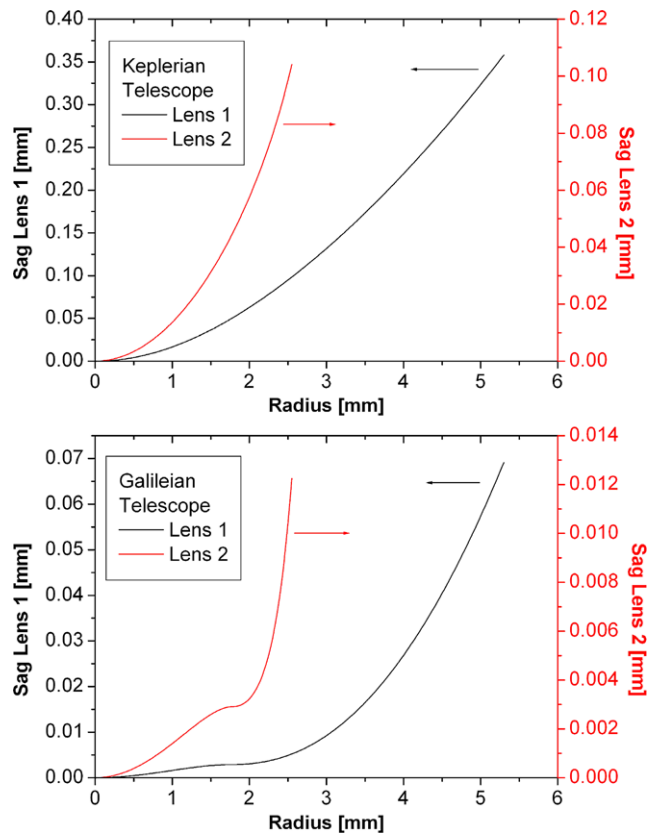 0.40
0.35
0.30
0.25
0.20
0.15
0.10
0.05
0.00
Sag Lens 1 [mm]
Keplerian
Telescope
Lens 1
Lens 2
0.12
0.10
0.08
0.06
0.04
0.02
0.00
Sag Lens 2 [mm]
0 1 2 3 4 5 6
Radius [mm]
0.07
0.06
0.05
0.04
0.03
0.02
0.01
0.00
Sag Lens 1 [mm]
Galileian
Telescope
Lens 1
Lens 2
0.014
0.012
0.010
0.008
0.006
0.004
0.002
0.000
Sag Lens 2 [mm]
0 1 2 3 4 5 6
Radius [mm]